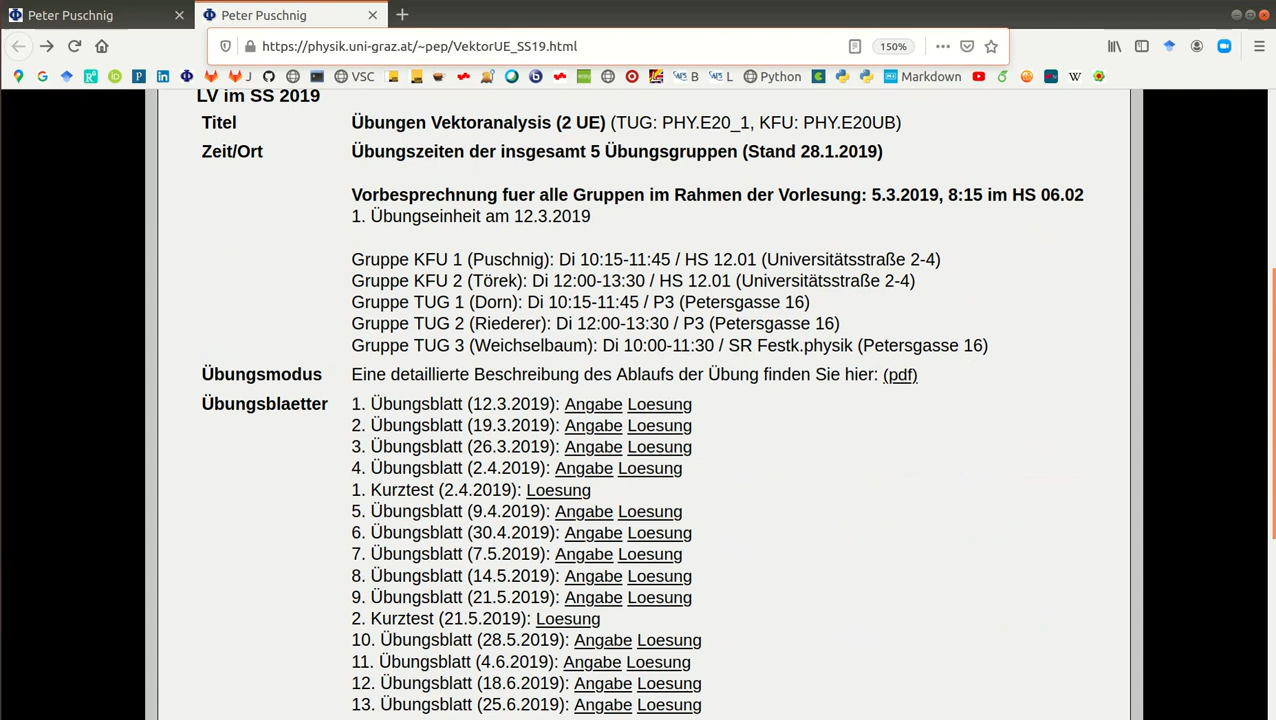 Peter Puschnig
Peter Puschnig
https://physik.uni-graz.at/~pep/VektorUE_SS19.html
150%
G
J
VSC
B
L
Python
Markdown
W
LV im SS 2019
Titel Übungen Vektoranalysis (2 UE) (TUG: PHY.E20_1, KFU: PHY.E20UB)
Zeit/Ort Übungszeiten der insgesamt 5 Übungsgruppen (Stand 28.1.2019)
Vorbesprechnung fuer alle Gruppen im Rahmen der Vorlesung: 5.3.2019, 8:15 im HS 06.02
1. Übungseinheit am 12.3.2019
Gruppe KFU 1 (Puschnig): Di 10:15-11:45 / HS 12.01 (Universitätsstraße 2-4)
Gruppe KFU 2 (Törek): Di 12:00-13:30 / HS 12.01 (Universitätsstraße 2-4)
Gruppe TUG 1 (Dorn): Di 10:15-11:45 / P3 (Petersgasse 16)
Gruppe TUG 2 (Riederer): Di 12:00-13:30 / P3 (Petersgasse 16)
Gruppe TUG 3 (Weichselbaum): Di 10:00-11:30 / SR Festk.physik (Petersgasse 16)
Übungsmodus Eine detaillierte Beschreibung des Ablaufs der Übung finden Sie hier: (pdf)
Übungsblaetter 1. Übungsblatt (12.3.2019): Angabe Loesung
2. Übungsblatt (19.3.2019): Angabe Loesung
3. Übungsblatt (26.3.2019): Angabe Loesung
4. Übungsblatt (2.4.2019): Angabe Loesung
1. Kurztest (2.4.2019): Loesung
5. Übungsblatt (9.4.2019): Angabe Loesung
6. Übungsblatt (30.4.2019): Angabe Loesung
7. Übungsblatt (7.5.2019): Angabe Loesung
8. Übungsblatt (14.5.2019): Angabe Loesung
9. Übungsblatt (21.5.2019): Angabe Loesung
2. Kurztest (21.5.2019): Loesung
10. Übungsblatt (28.5.2019): Angabe Loesung
11. Übungsblatt (4.6.2019): Angabe Loesung
12. Übungsblatt (18.6.2019): Angabe Loesung
13. Übungsblatt (25.6.2019): Angabe Loesung